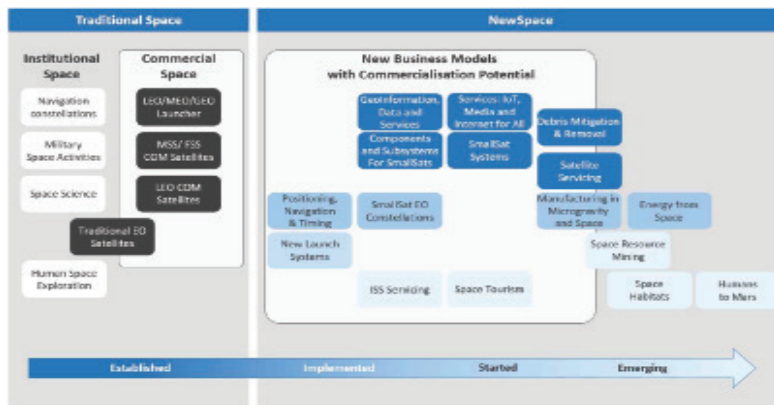 Traditional Space
NewSpace
Institutional
Space
Commercial
Space
Navigation
constellations
Military
Space Activities
Space Science
Traditional EO
Satellites
Human Space
Exploration
LEO/MEO/GEO
Launcher
MSS/ FSS
COM Satellites
LEO COM
Satellites
New Business Models
with Commercialisation Potential
GeoInformation,
Data and
Services
Services: IoT,
Media and
Internet for All
Components
and Subsystems
For SmallSats
SmallSat
Systems
Debris Mitigation
& Removal
Satellite
Servicing
Positioning,
Navigation
& Timing
SmallSat EO
Constellations
Manufacturing in
Microgravity
and Space
Energy from
Space
New Launch
Systems
Space Resource
Mining
ISS Servicing
Space Tourism
Space
Habitats
Humans
to Mars
Established
Implemented
Started
Emerging